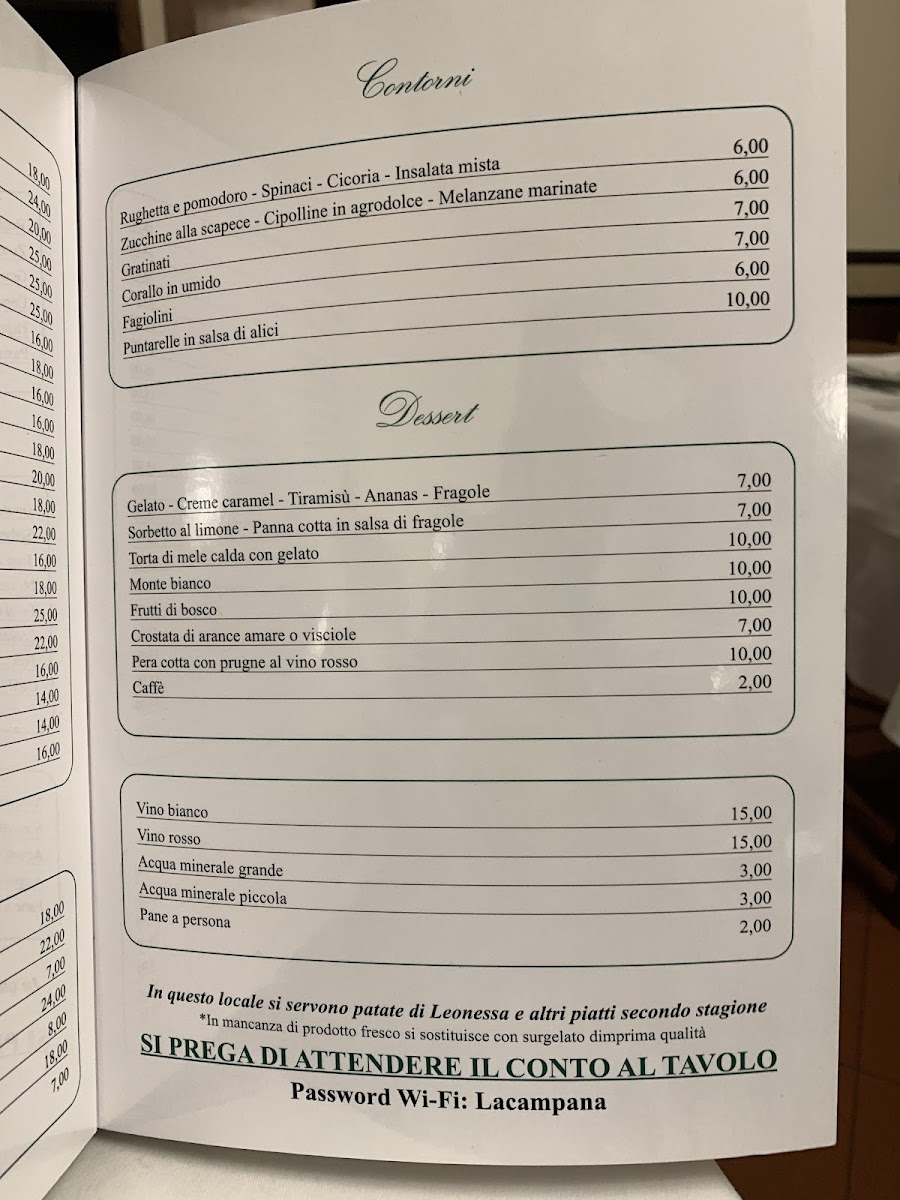 18,00
24,00
20,00
25,00
25,00
25,00
16,00
18,00
16,00
16,00
18,00
20,00
18,00
22,00
16,00
18,00
25,00
22,00
16,00
14,00
14,00
16,00
18,00
22,00
7,00
24,00
8,00
18,00
7,00
Contorni
Rughetta e pomodoro - Spinaci - Cicoria - Insalata mista 6,00
Zucchine alla scapece - Cipolline in agrodolce - Melanzane marinate 6,00
Gratinati 7,00
Corallo in umido 7,00
Fagiolini 6,00
Puntarelle in salsa di alici 10,00
Dessert
Gelato - Creme caramel - Tiramisù - Ananas - Fragole 7,00
Sorbetto al limone - Panna cotta in salsa di fragole 7,00
Torta di mele calda con gelato 10,00
Monte bianco 10,00
Frutti di bosco 10,00
Crostata di arance amare o visciole 7,00
Pera cotta con prugne al vino rosso 10,00
Caffè 2,00
Vino bianco 15,00
Vino rosso 15,00
Acqua minerale grande 3,00
Acqua minerale piccola 3,00
Pane a persona 2,00
In questo locale si servono patate di Leonessa e altri piatti secondo stagione
*In mancanza di prodotto fresco si sostituisce con surgelato dimprima qualità
SI PREGA DI ATTENDERE IL CONTO AL TAVOLO
Password Wi-Fi: Lacampana